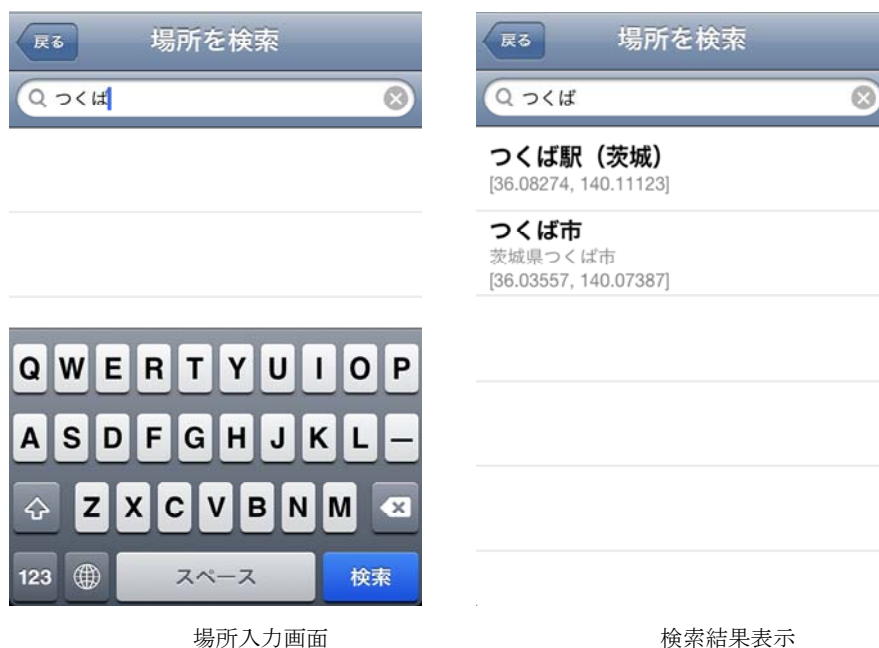 戻る 場所を検索
つくば
Q W E R T Y U I O P
A S D F G H J K L ー
Z X C V B N M
123 スペース 検索
場所入力画面
戻る 場所を検索
つくば
つくば駅（茨城）
[36.08274, 140.11123]
つくば市
茨城県つくば市
[36.03557, 140.07387]
検索結果表示